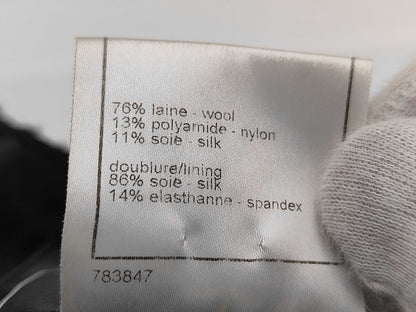 76% laine - wool
13% polyamide - nylon
11% soie - silk
doublure/lining
86% soie - silk
14% elasthanne - spandex
783847